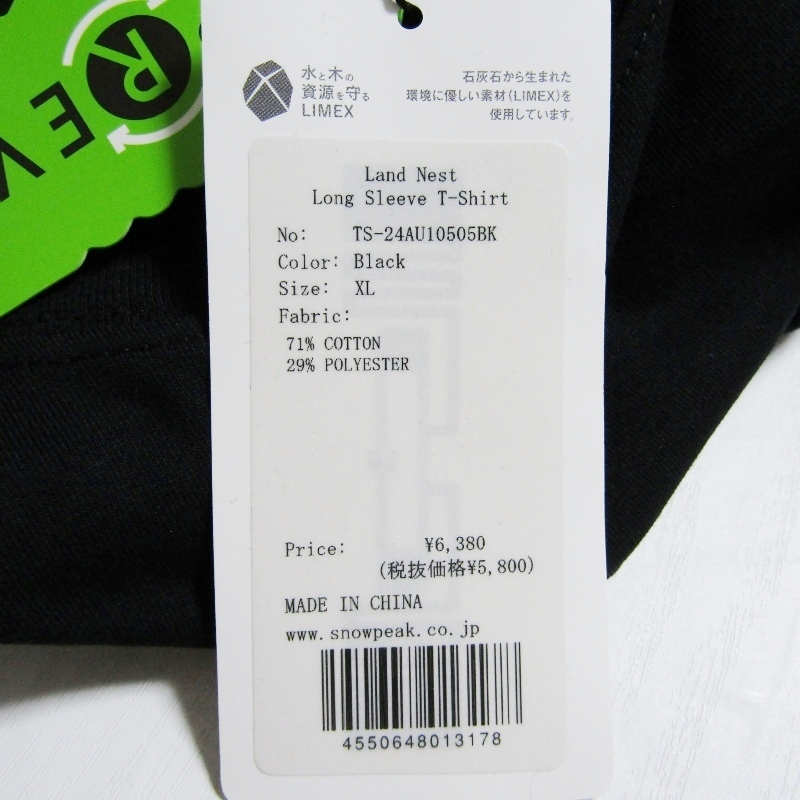 REV
水と木の
資源を守る
LIMEX
石灰石から生まれた
環境に優しい素材(LIMEX)を
使用しています。
Land Nest
Long Sleeve T-Shirt
No: TS-24AU10505BK
Color: Black
Size: XL
Fabric:
71% COTTON
29% POLYESTER
Price: ¥6,380
(税抜価格¥5,800)
MADE IN CHINA
www.snowpeak.co.jp
4550648013178